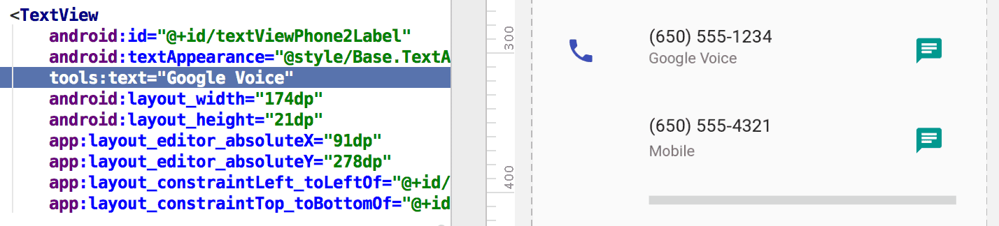 <TextView
android:id="@+id/textViewPhone2Label"
android:textAppearance="@style/Base.TextA
tools:text="Google Voice"
android:layout_width="174dp"
android:layout_height="21dp"
app:layout_editor_absoluteX="91dp"
app:layout_editor_absoluteY="278dp"
app:layout_constraintLeft_toLeftOf="@+id/
app:layout_constraintTop_toBottomOf="@+id
300
400
(650) 555-1234
Google Voice
(650) 555-4321
Mobile